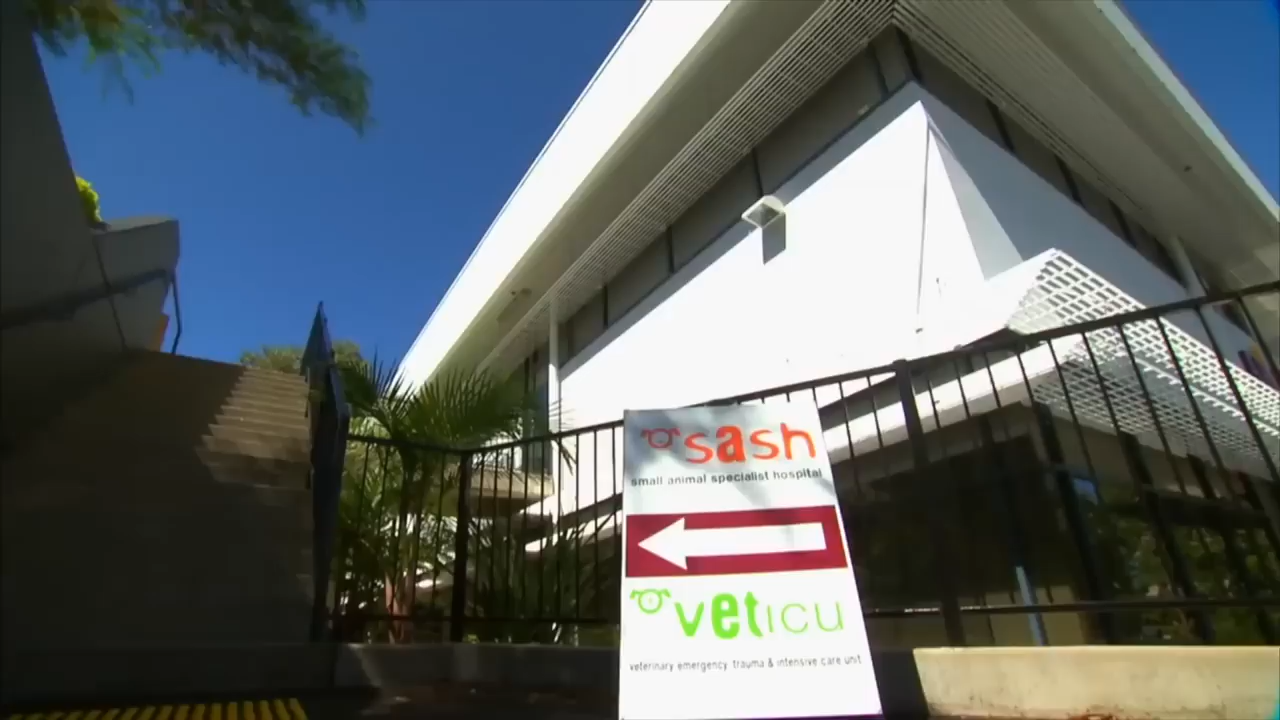 sash
small animal specialist hospital
veticu
veterinary emergency trauma & intensive care unit